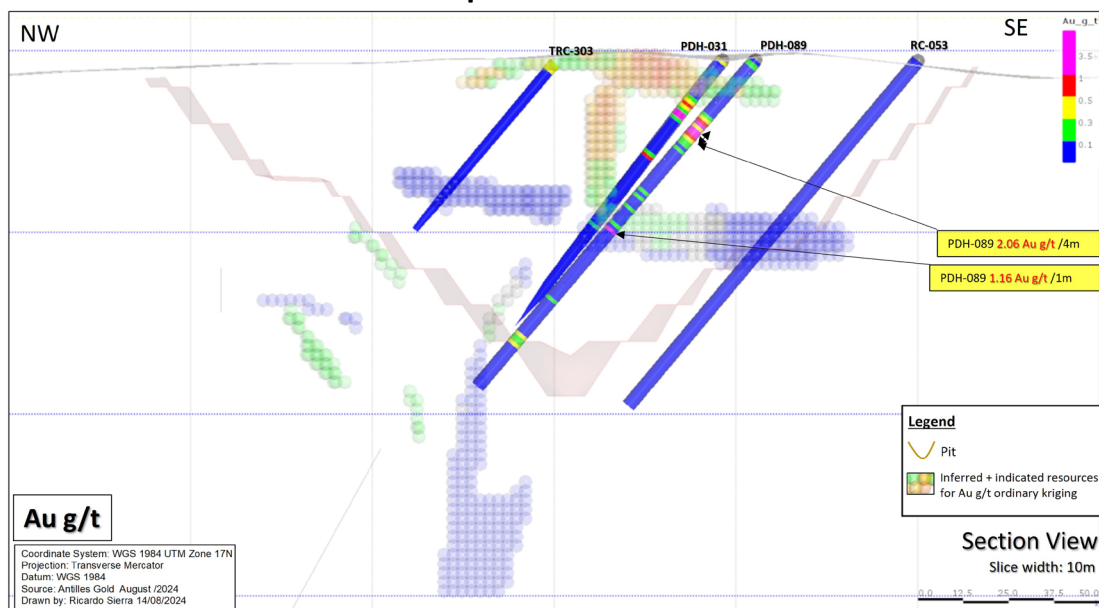 NW
SE
TRC-303
PDH-031
PDH-089
RC-053
Au_g_t
3.5
1
0.5
0.3
0.1
PDH-089 2.06 Au g/t /4m
PDH-089 1.16 Au g/t /1m
Legend
Pit
Inferred + indicated resources
for Au g/t ordinary kriging
Au g/t
Coordinate System: WGS 1984 UTM Zone 17N
Projection: Transverse Mercator
Datum: WGS 1984
Source: Antilles Gold August /2024
Drawn by: Ricardo Sierra 14/08/2024
Section View
Slice width: 10m
0.0 12.5 25.0 37.5 50.0